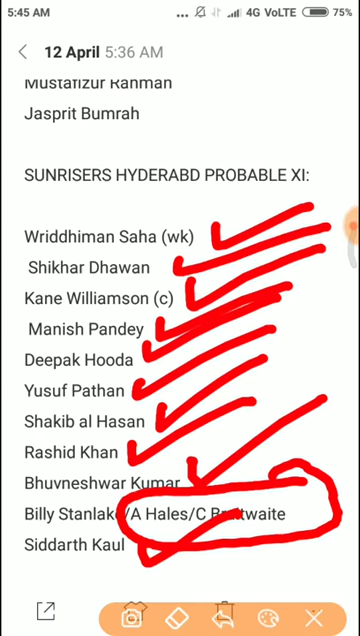 5:45 AM ... 4G VoLTE 75%
12 April 5:36 AM
Mustafizur Rahman
Jasprit Bumrah
SUNRISERS HYDERABD PROBABLE XI:
Wriddhiman Saha (wk)
Shikhar Dhawan
Kane Williamson (c)
Manish Pandey
Deepak Hooda
Yusuf Pathan
Shakib al Hasan
Rashid Khan
Bhuvneshwar Kumar
Billy Stanlake/A Hales/C Braitwaite
Siddarth Kaul